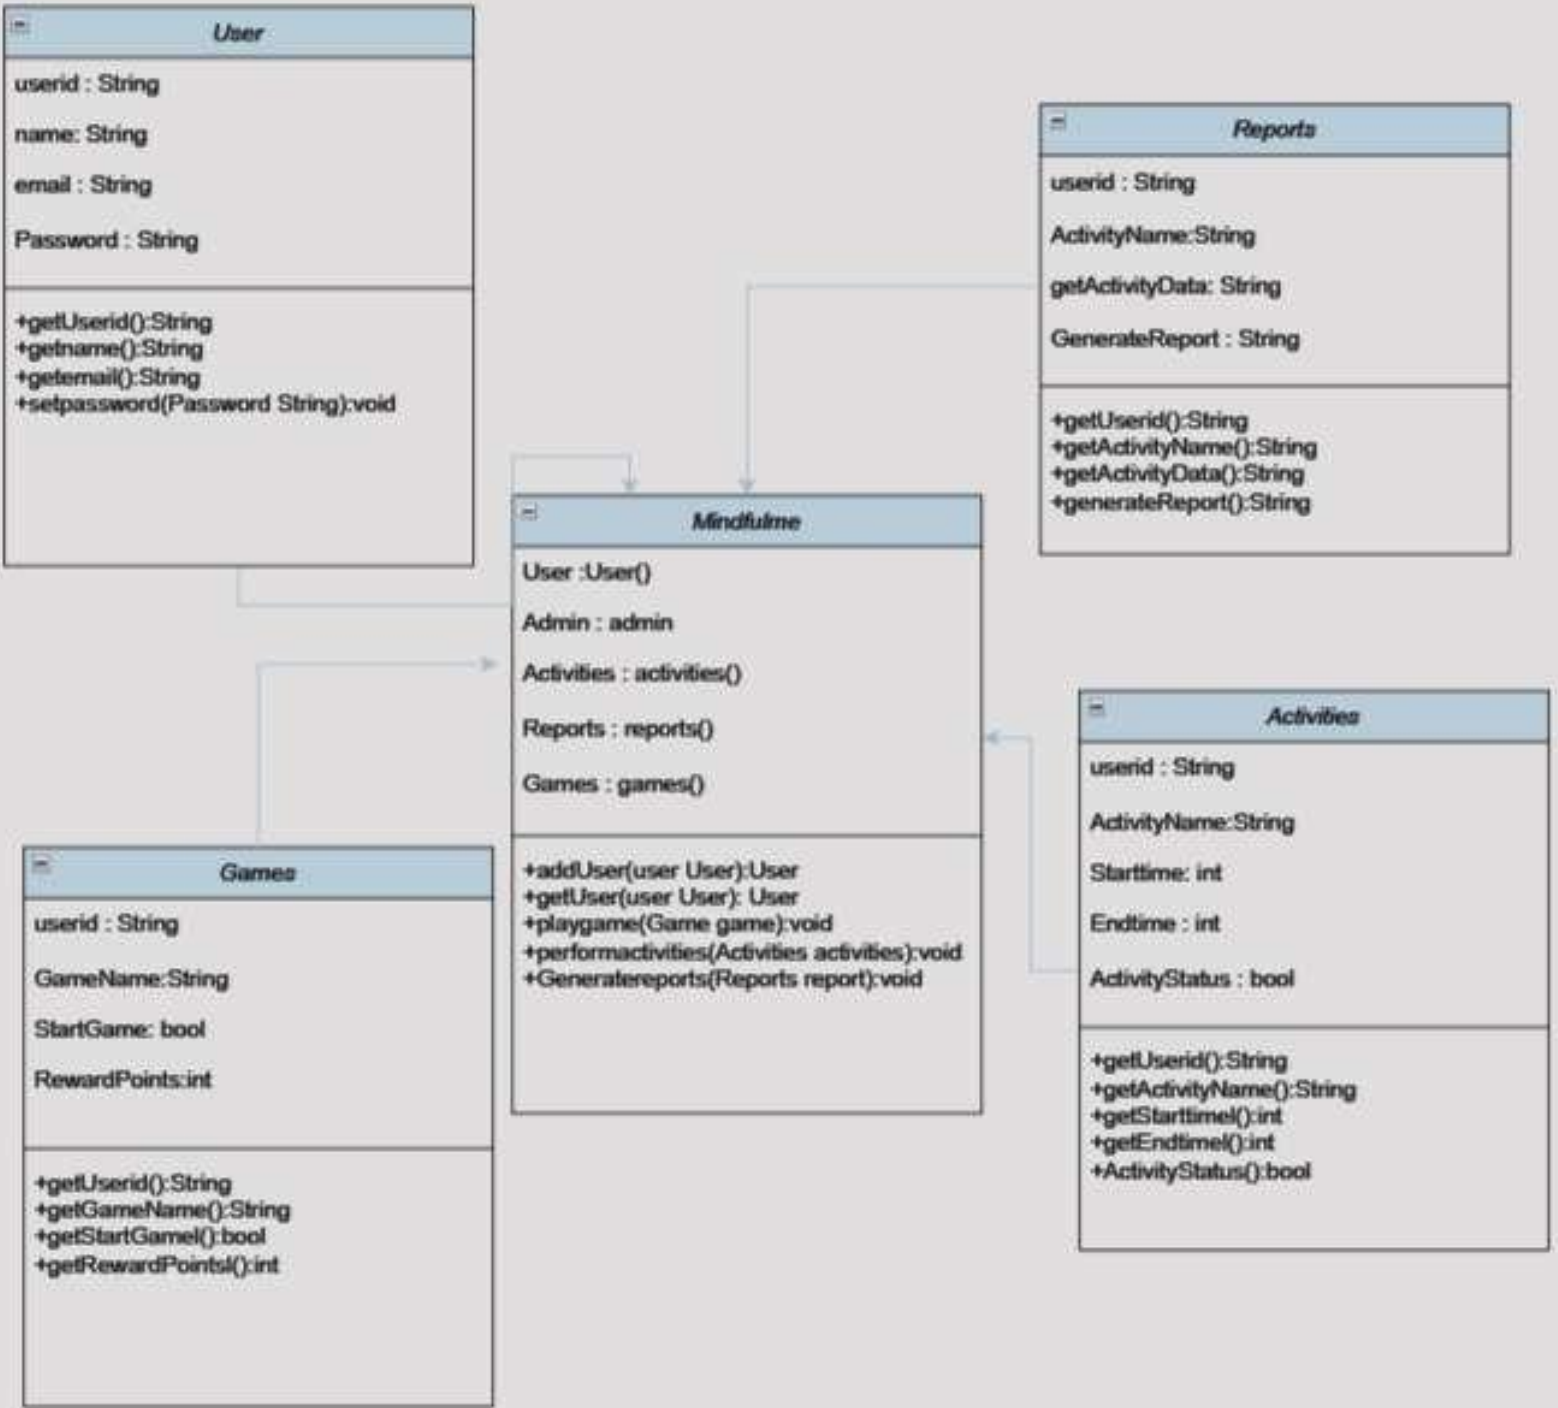 User
userid : String
name: String
email : String
Password : String
+getUserid():String
+getname():String
+getemail():String
+setpassword(Password String):void
Reports
userid : String
ActivityName:String
getActivityData: String
GenerateReport : String
+getUserid():String
+getActivityName():String
+getActivityData():String
+generateReport():String
Mindfulme
User :User()
Admin : admin
Activities : activities()
Reports : reports()
Games : games()
+addUser(user User):User
+getUser(user User): User
+playgame(Game game):void
+performactivities(Activities activities):void
+Generatereports(Reports report):void
Activities
userid : String
ActivityName:String
Starttime: int
Endtime : int
ActivityStatus : bool
+getUserid():String
+getActivityName():String
+getStarttimel():int
+getEndtimel():int
+ActivityStatus():bool
Games
userid : String
GameName:String
StartGame: bool
RewardPoints:int
+getUserid():String
+getGameName():String
+getStartGamel():bool
+getRewardPointsl():int